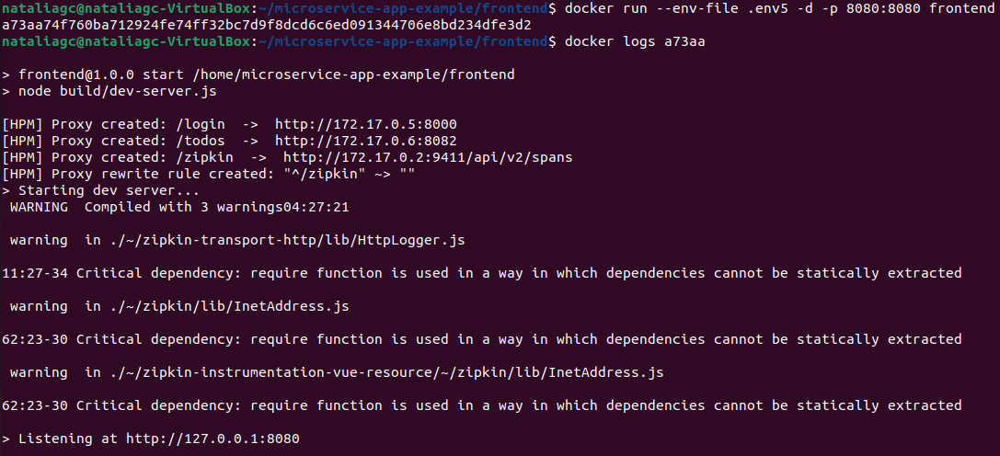 nataliagc@nataliagc-VirtualBox:~/microservice-app-example/frontend$ docker run --env-file .env5 -d -p 8080:8080 frontend
a73aa74f760ba712924fe74ff32bc7d9f8dcd6c6ed091344706e8bd234dfe3d2
nataliagc@nataliagc-VirtualBox:~/microservice-app-example/frontend$ docker logs a73aa
> frontend@1.0.0 start /home/microservice-app-example/frontend
> node build/dev-server.js
[HPM] Proxy created: /login  ->  http://172.17.0.5:8000
[HPM] Proxy created: /todos  ->  http://172.17.0.6:8082
[HPM] Proxy created: /zipkin  ->  http://172.17.0.2:9411/api/v2/spans
[HPM] Proxy rewrite rule created: "^/zipkin" ~> ""
> Starting dev server...
 WARNING  Compiled with 3 warnings04:27:21
 warning  in ./~/zipkin-transport-http/lib/HttpLogger.js
11:27-34 Critical dependency: require function is used in a way in which dependencies cannot be statically extracted
 warning  in ./~/zipkin/lib/InetAddress.js
62:23-30 Critical dependency: require function is used in a way in which dependencies cannot be statically extracted
 warning  in ./~/zipkin-instrumentation-vue-resource/~/zipkin/lib/InetAddress.js
62:23-30 Critical dependency: require function is used in a way in which dependencies cannot be statically extracted
> Listening at http://127.0.0.1:8080